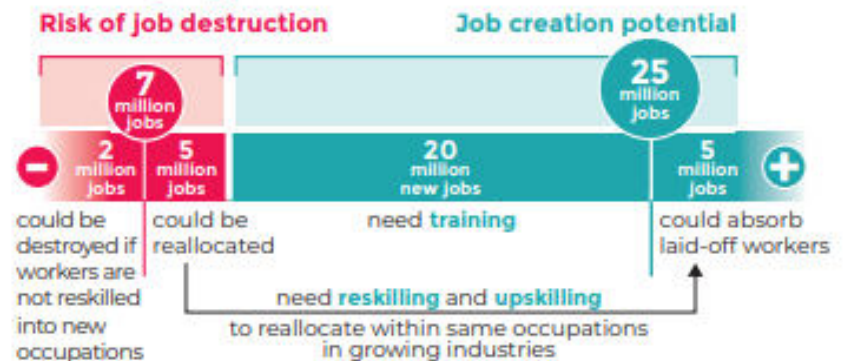 Risk of job destruction
Job creation potential
7
million
jobs
25
million
jobs
2
million
jobs
5
million
jobs
20
million
new jobs
5
million
jobs
could be
destroyed if
workers are
not reskilled
into new
occupations
could be
reallocated
need training
could absorb
laid-off workers
need reskilling and upskilling
to reallocate within same occupations
in growing industries